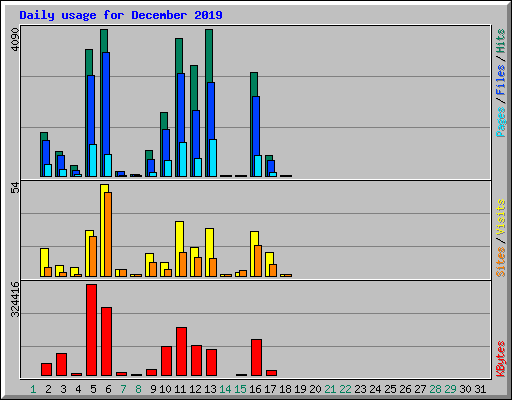 Daily usage for December 2019
4090
54
324416
Pages / Files / Hits
Sites / Visits
KBytes
1 2 3 4 5 6 7 8 9 10 11 12 13 14 15 16 17 18 19 20 21 22 23 24 25 26 27 28 29 30 31